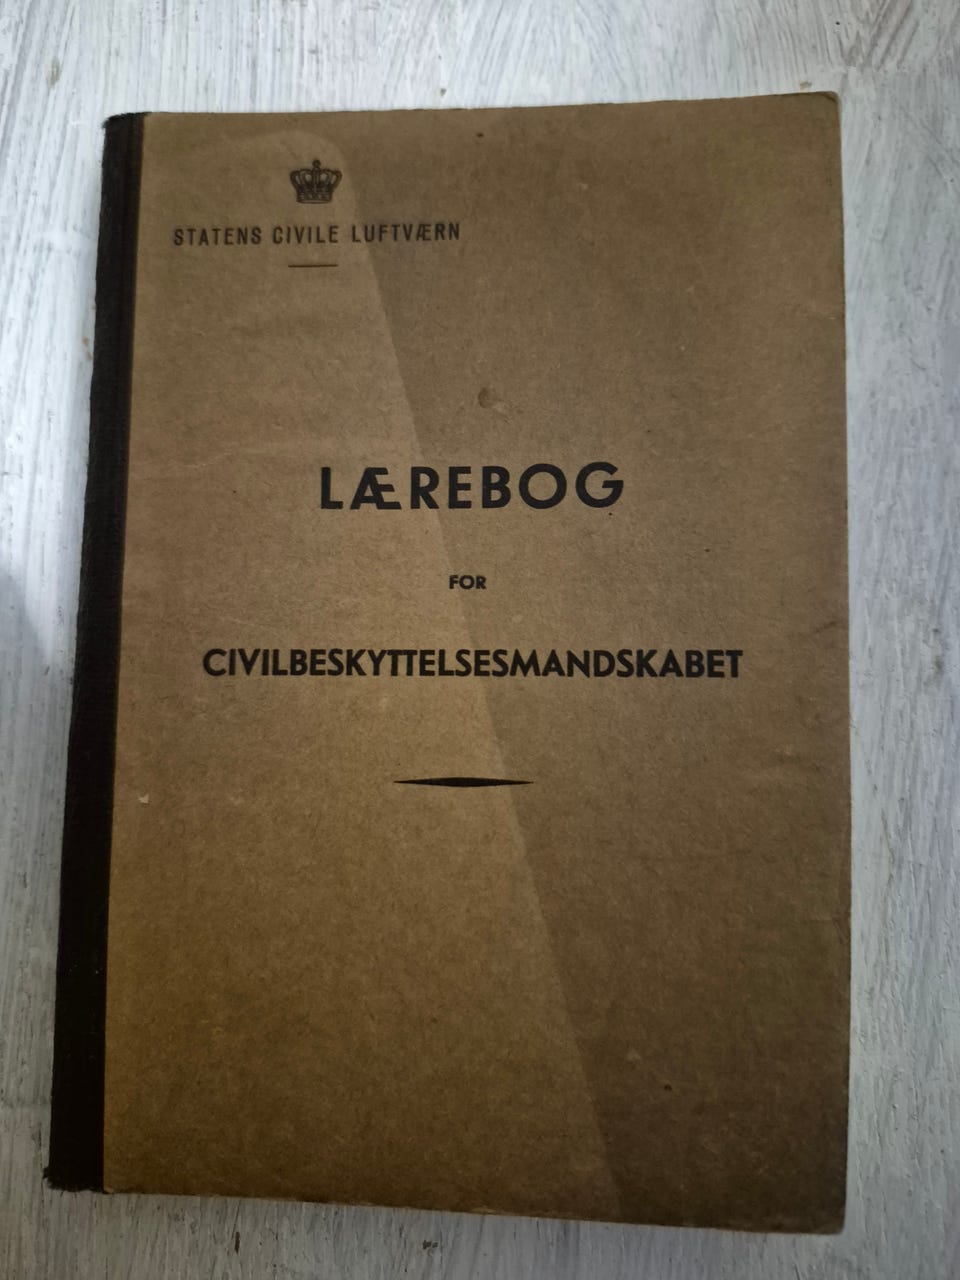 STATENS CIVILE LUFTVÆRN
LÆREBOG
FOR
CIVILBESKYTTELSESMANDSKABET